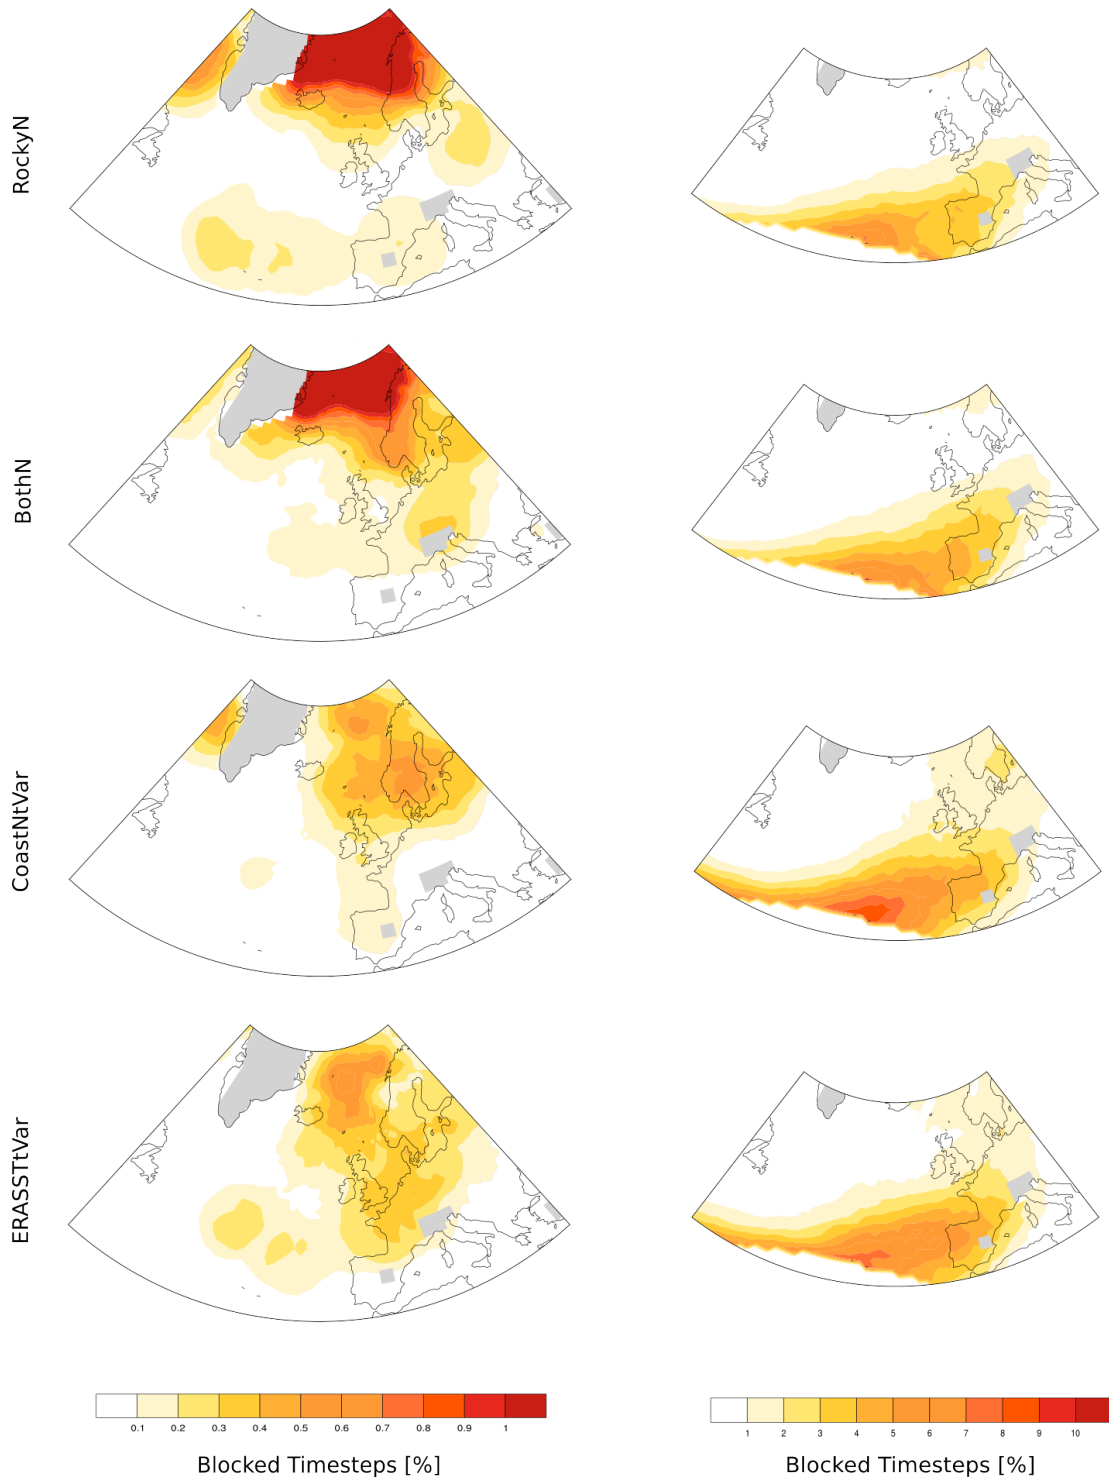 RockyN
BothN
CoastNtVar
ERASSTtVar
0.1 0.2 0.3 0.4 0.5 0.6 0.7 0.8 0.9 1
Blocked Timesteps [%]
1 2 3 4 5 6 7 8 9 10
Blocked Timesteps [%]